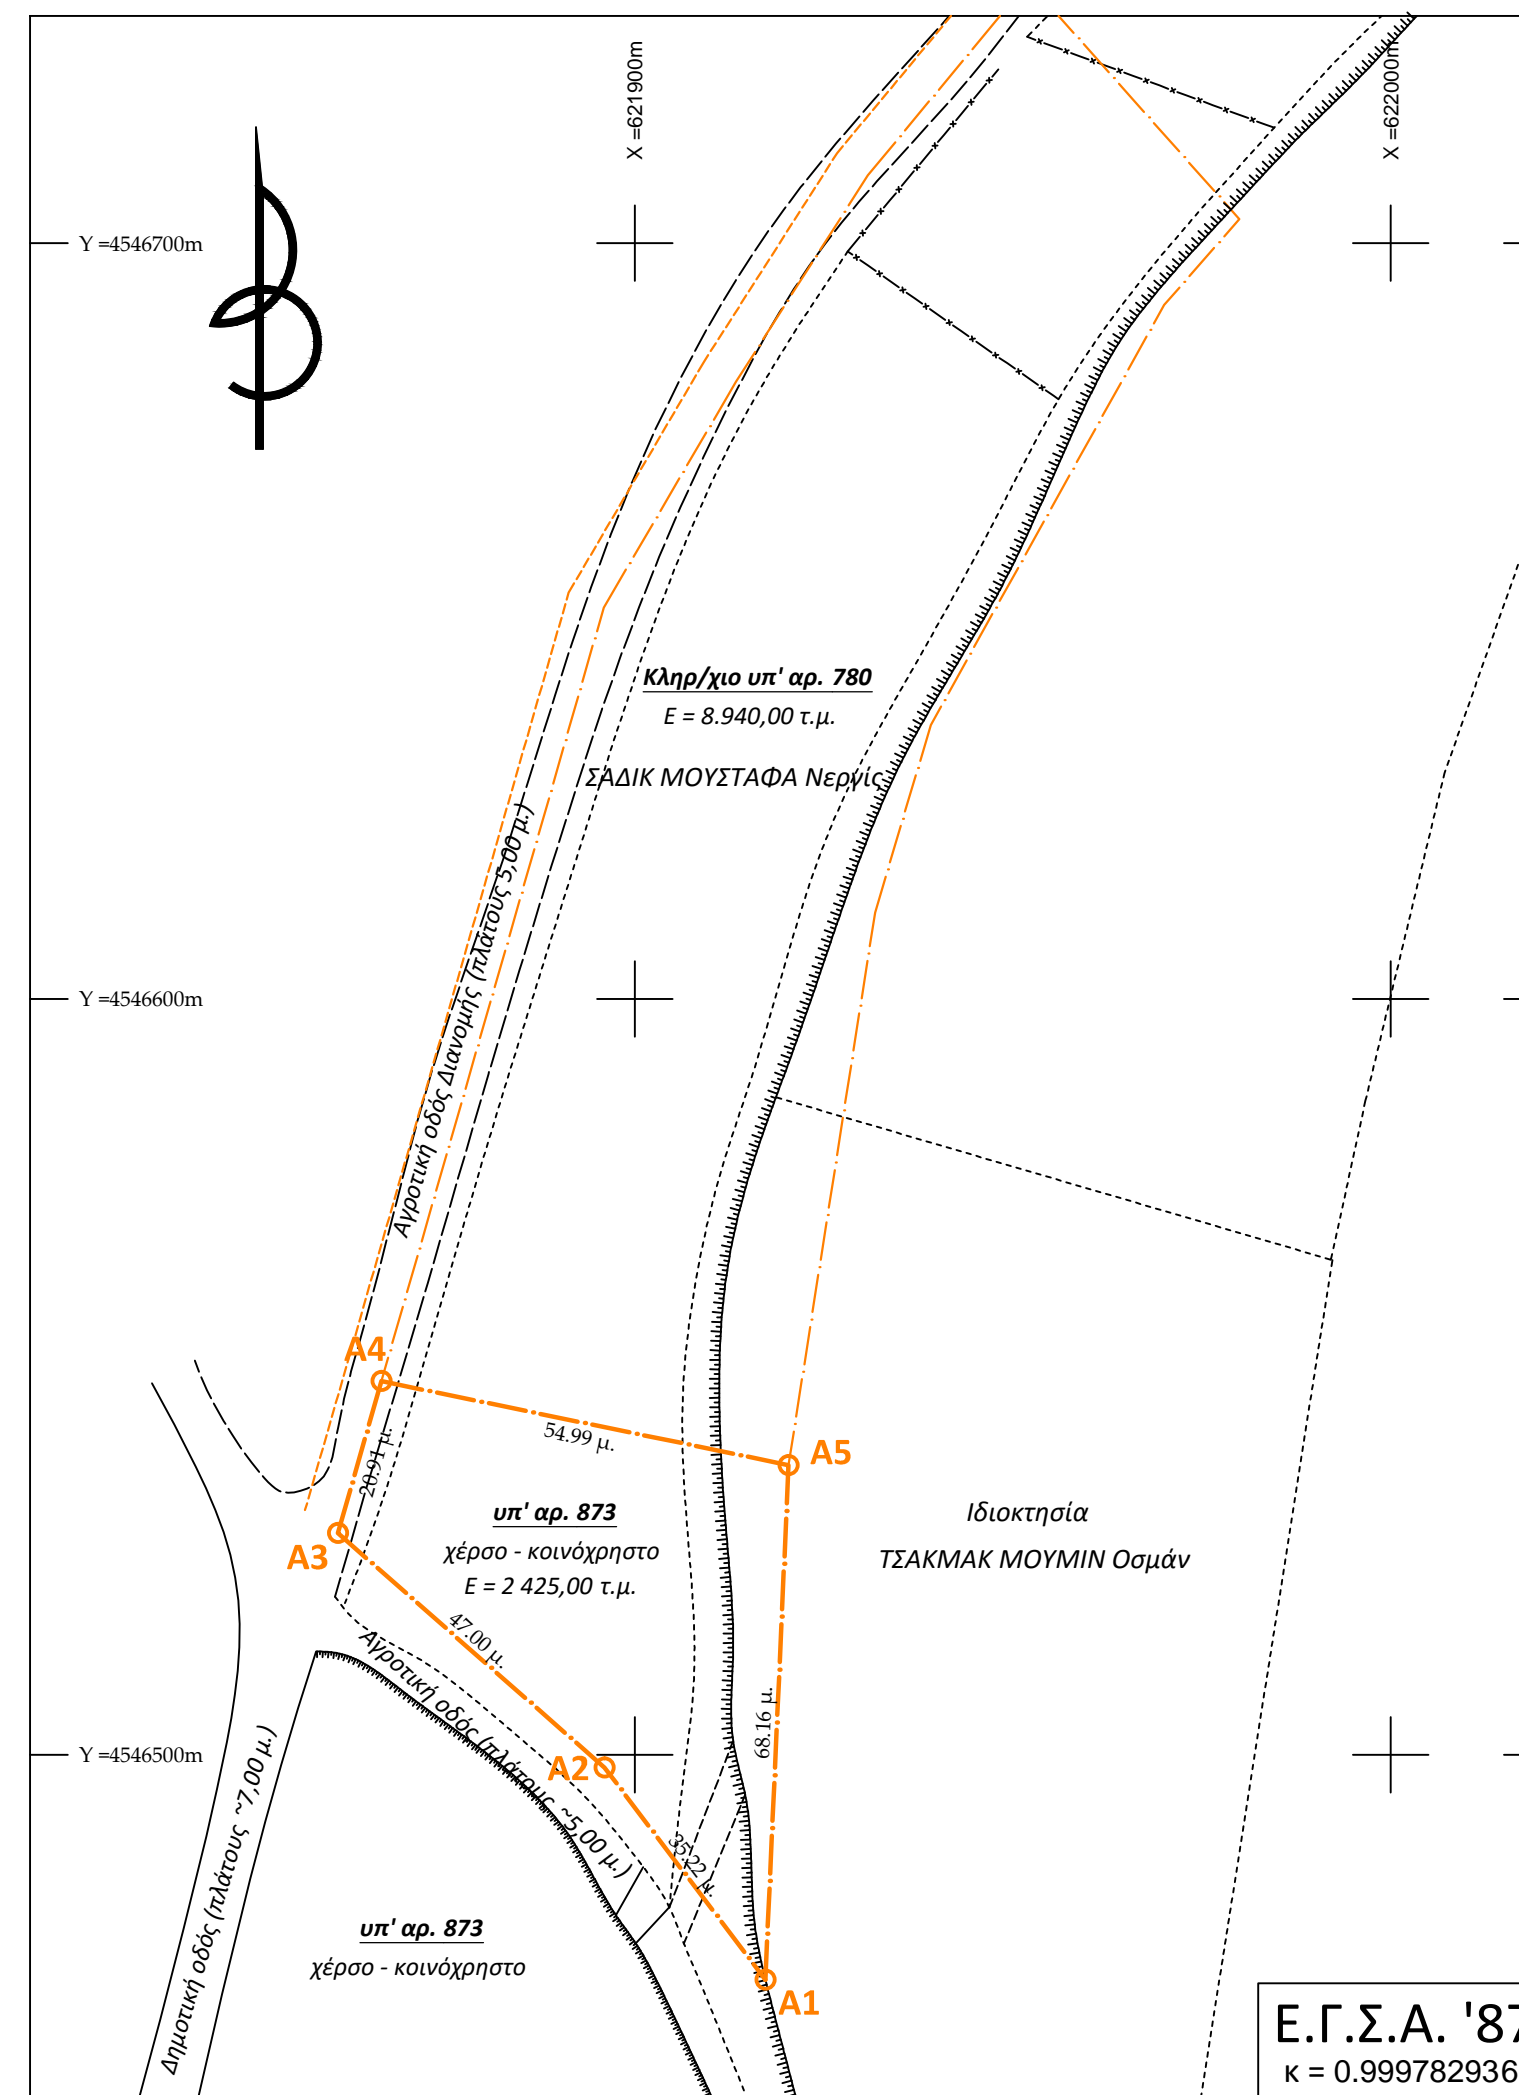 X =621900m
X =622000m
Y =4546700m
Κληρ/χιο υπ' αρ. 780
Ε = 8.940,00 τ.μ.
ΣΑΔΙΚ ΜΟΥΣΤΑΦΑ Νεργίς
Αγροτική οδός Διανομής (πλάτους 5,00 μ.)
Y =4546600m
A4
54.99 μ.
A5
20.91 μ.
υπ' αρ. 873
χέρσο - κοινόχρηστο
Ε = 2 425,00 τ.μ.
Ιδιοκτησία
ΤΣΑΚΜΑΚ ΜΟΥΜΙΝ Οσμάν
A3
47.00 μ.
Αγροτική οδός (πλάτους ~5,00 μ.)
68.16 μ.
Y =4546500m
A2
35.22 μ.
Δημοτική οδός (πλάτους ~7,00 μ.)
υπ' αρ. 873
χέρσο - κοινόχρηστο
A1
Ε.Γ.Σ.Α. '87
κ = 0.999782936